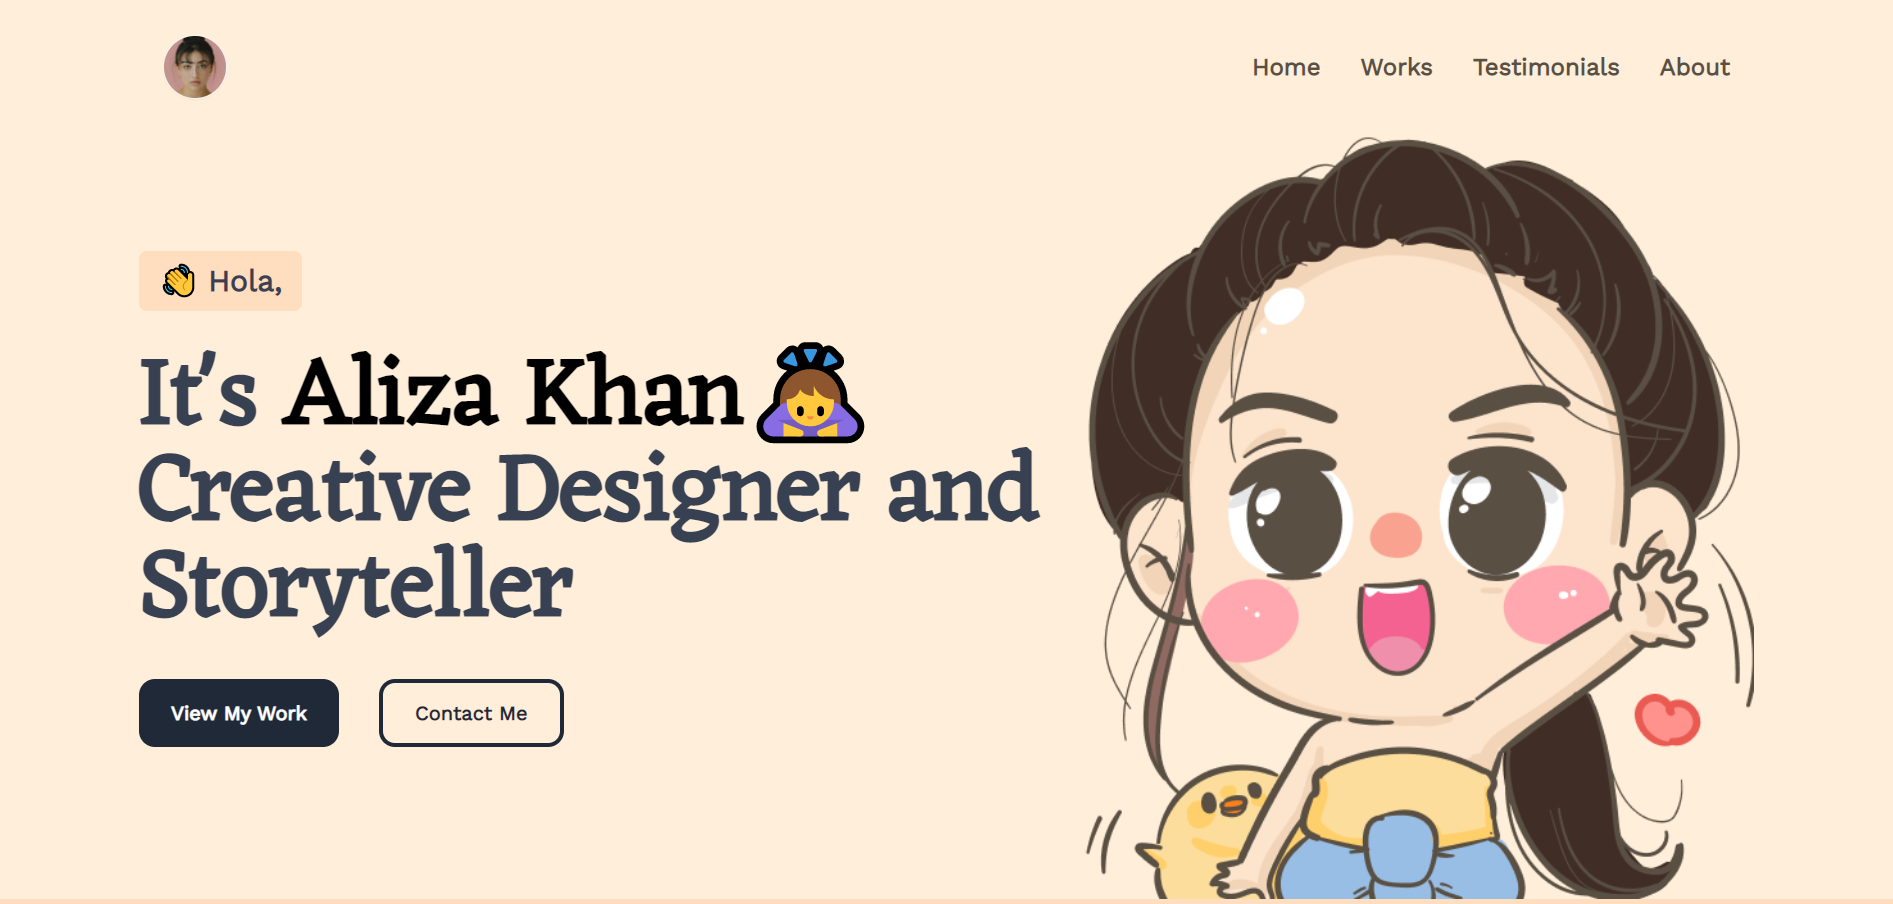 Home Works Testimonials About
👋 Hola,
It's Aliza Khan 🙇‍♀️
Creative Designer and
Storyteller
View My Work Contact Me